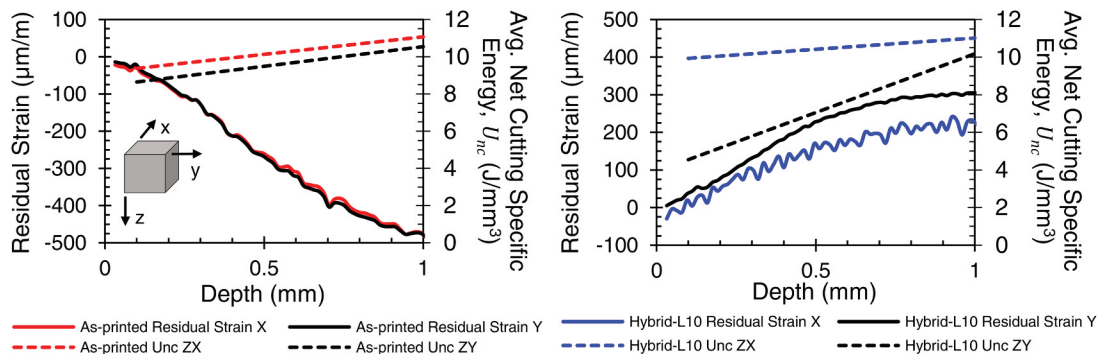 100
0
-100
-200
-300
-400
-500
Residual Strain (µm/m)
x
y
z
0
0.5
1
Depth (mm)
12
10
8
6
4
2
0
Avg. Net Cutting Specific
Energy, Unc (J/mm³)
As-printed Residual Strain X
As-printed Residual Strain Y
As-printed Unc ZX
As-printed Unc ZY
500
400
300
200
100
0
-100
Residual Strain (µm/m)
0
0.5
1
Depth (mm)
12
10
8
6
4
2
0
Avg. Net Cutting Specific
Energy, Unc (J/mm³)
Hybrid-L10 Residual Strain X
Hybrid-L10 Residual Strain Y
Hybrid-L10 Unc ZX
Hybrid-L10 Unc ZY